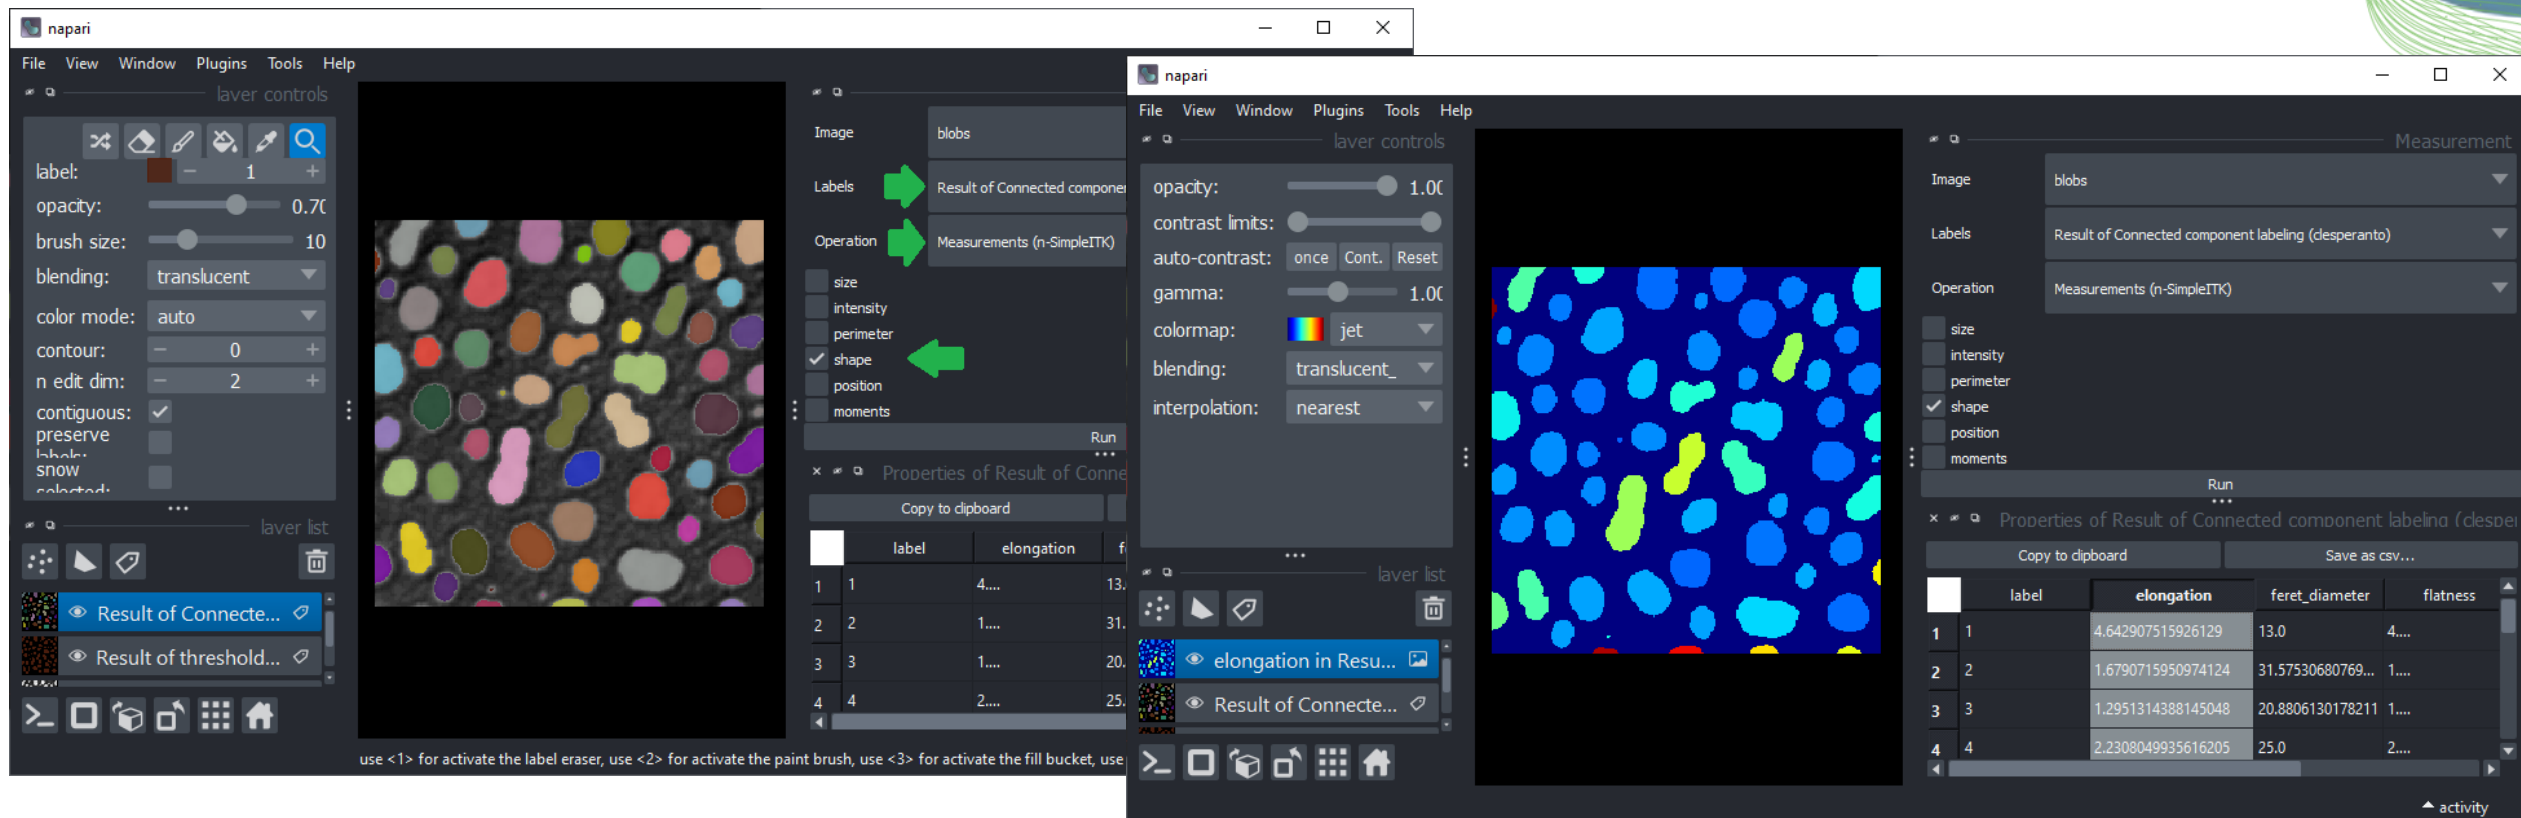 napari
File View Window Plugins Tools Help
layer controls
label: 1
opacity: 0.70
brush size: 10
blending: translucent
color mode: auto
contour: 0
n edit dim: 2
contiguous:
preserve
labels:
snow
selected:
layer list
Result of Connecte...
Result of threshold...
Image blobs
Labels Result of Connected compone
Operation Measurements (n-SimpleITK)
size
intensity
perimeter
shape
position
moments
Run
Properties of Result of Conne
Copy to clipboard
label elongation f
1 1 4.... 13.
2 2 1.... 31.
3 3 1.... 20.
4 4 2.... 25.
use <1> for activate the label eraser, use <2> for activate the paint brush, use <3> for activate the fill bucket, use
napari
File View Window Plugins Tools Help
layer controls
opacity: 1.00
contrast limits:
auto-contrast: once Cont. Reset
gamma: 1.00
colormap: jet
blending: translucent_
interpolation: nearest
layer list
elongation in Resu...
Result of Connecte...
Measurement
Image blobs
Labels Result of Connected component labeling (clesperanto)
Operation Measurements (n-SimpleITK)
size
intensity
perimeter
shape
position
moments
Run
Properties of Result of Connected component labeling (clesper
Copy to clipboard Save as csv...
label elongation feret_diameter flatness
1 1 4.642907515926129 13.0 4....
2 2 1.6790715950974124 31.57530680769... 1....
3 3 1.2951314388145048 20.8806130178211 1....
4 4 2.2308049935616205 25.0 2....
activity